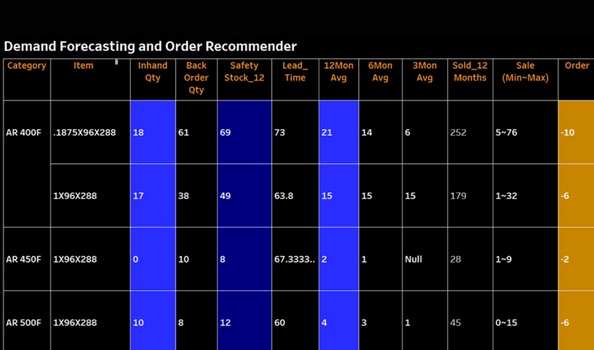 Demand Forecasting and Order Recommender
Category Item Inhand Qty Back Order Qty Safety Stock_12 Lead_ Time 12Mon Avg 6Mon Avg 3Mon Avg Sold_12 Months Sale (Min~Max) Order
AR 400F .1875X96X288 18 61 69 73 21 14 6 252 5~76 -10
1X96X288 17 38 49 63.8 15 15 15 179 1~32 -6
AR 450F 1X96X288 0 10 8 67.3333.. 2 1 Null 28 1~9 -2
AR 500F 1X96X288 10 8 12 60 4 3 1 45 0~15 -6